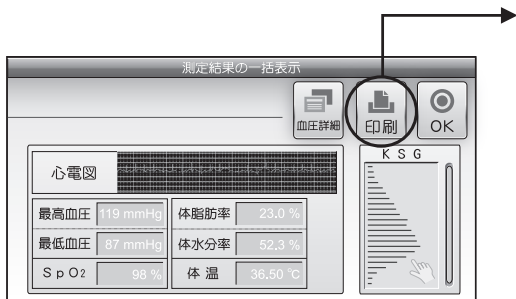 測定結果の一括表示
血圧詳細
印刷
OK
心電図
KSG
最高血圧 119 mmHg 体脂肪率 23.0 %
最低血圧 87 mmHg 体水分率 52.3 %
SpO2 98 % 体温 36.50 ℃